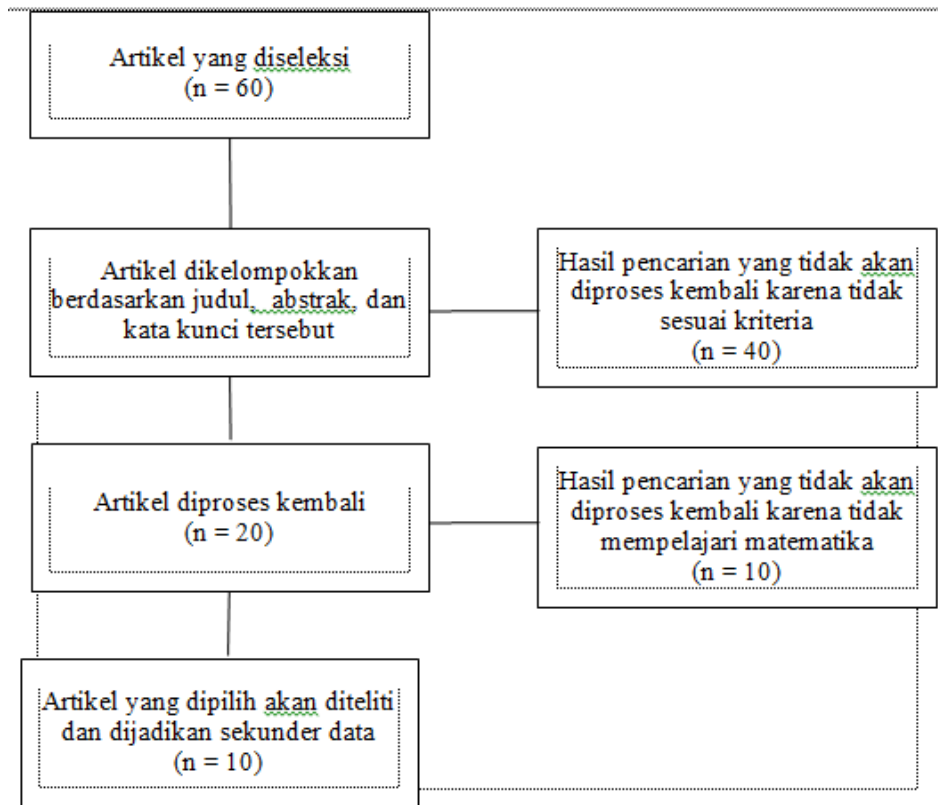 Artikel yang diseleksi
(n = 60)
Artikel dikelompokkan
berdasarkan judul, abstrak, dan
kata kunci tersebut
Hasil pencarian yang tidak akan
diproses kembali karena tidak
sesuai kriteria
(n = 40)
Artikel diproses kembali
(n = 20)
Hasil pencarian yang tidak akan
diproses kembali karena tidak
mempelajari matematika
(n = 10)
Artikel yang dipilih akan diteliti
dan dijadikan sekunder data
(n = 10)